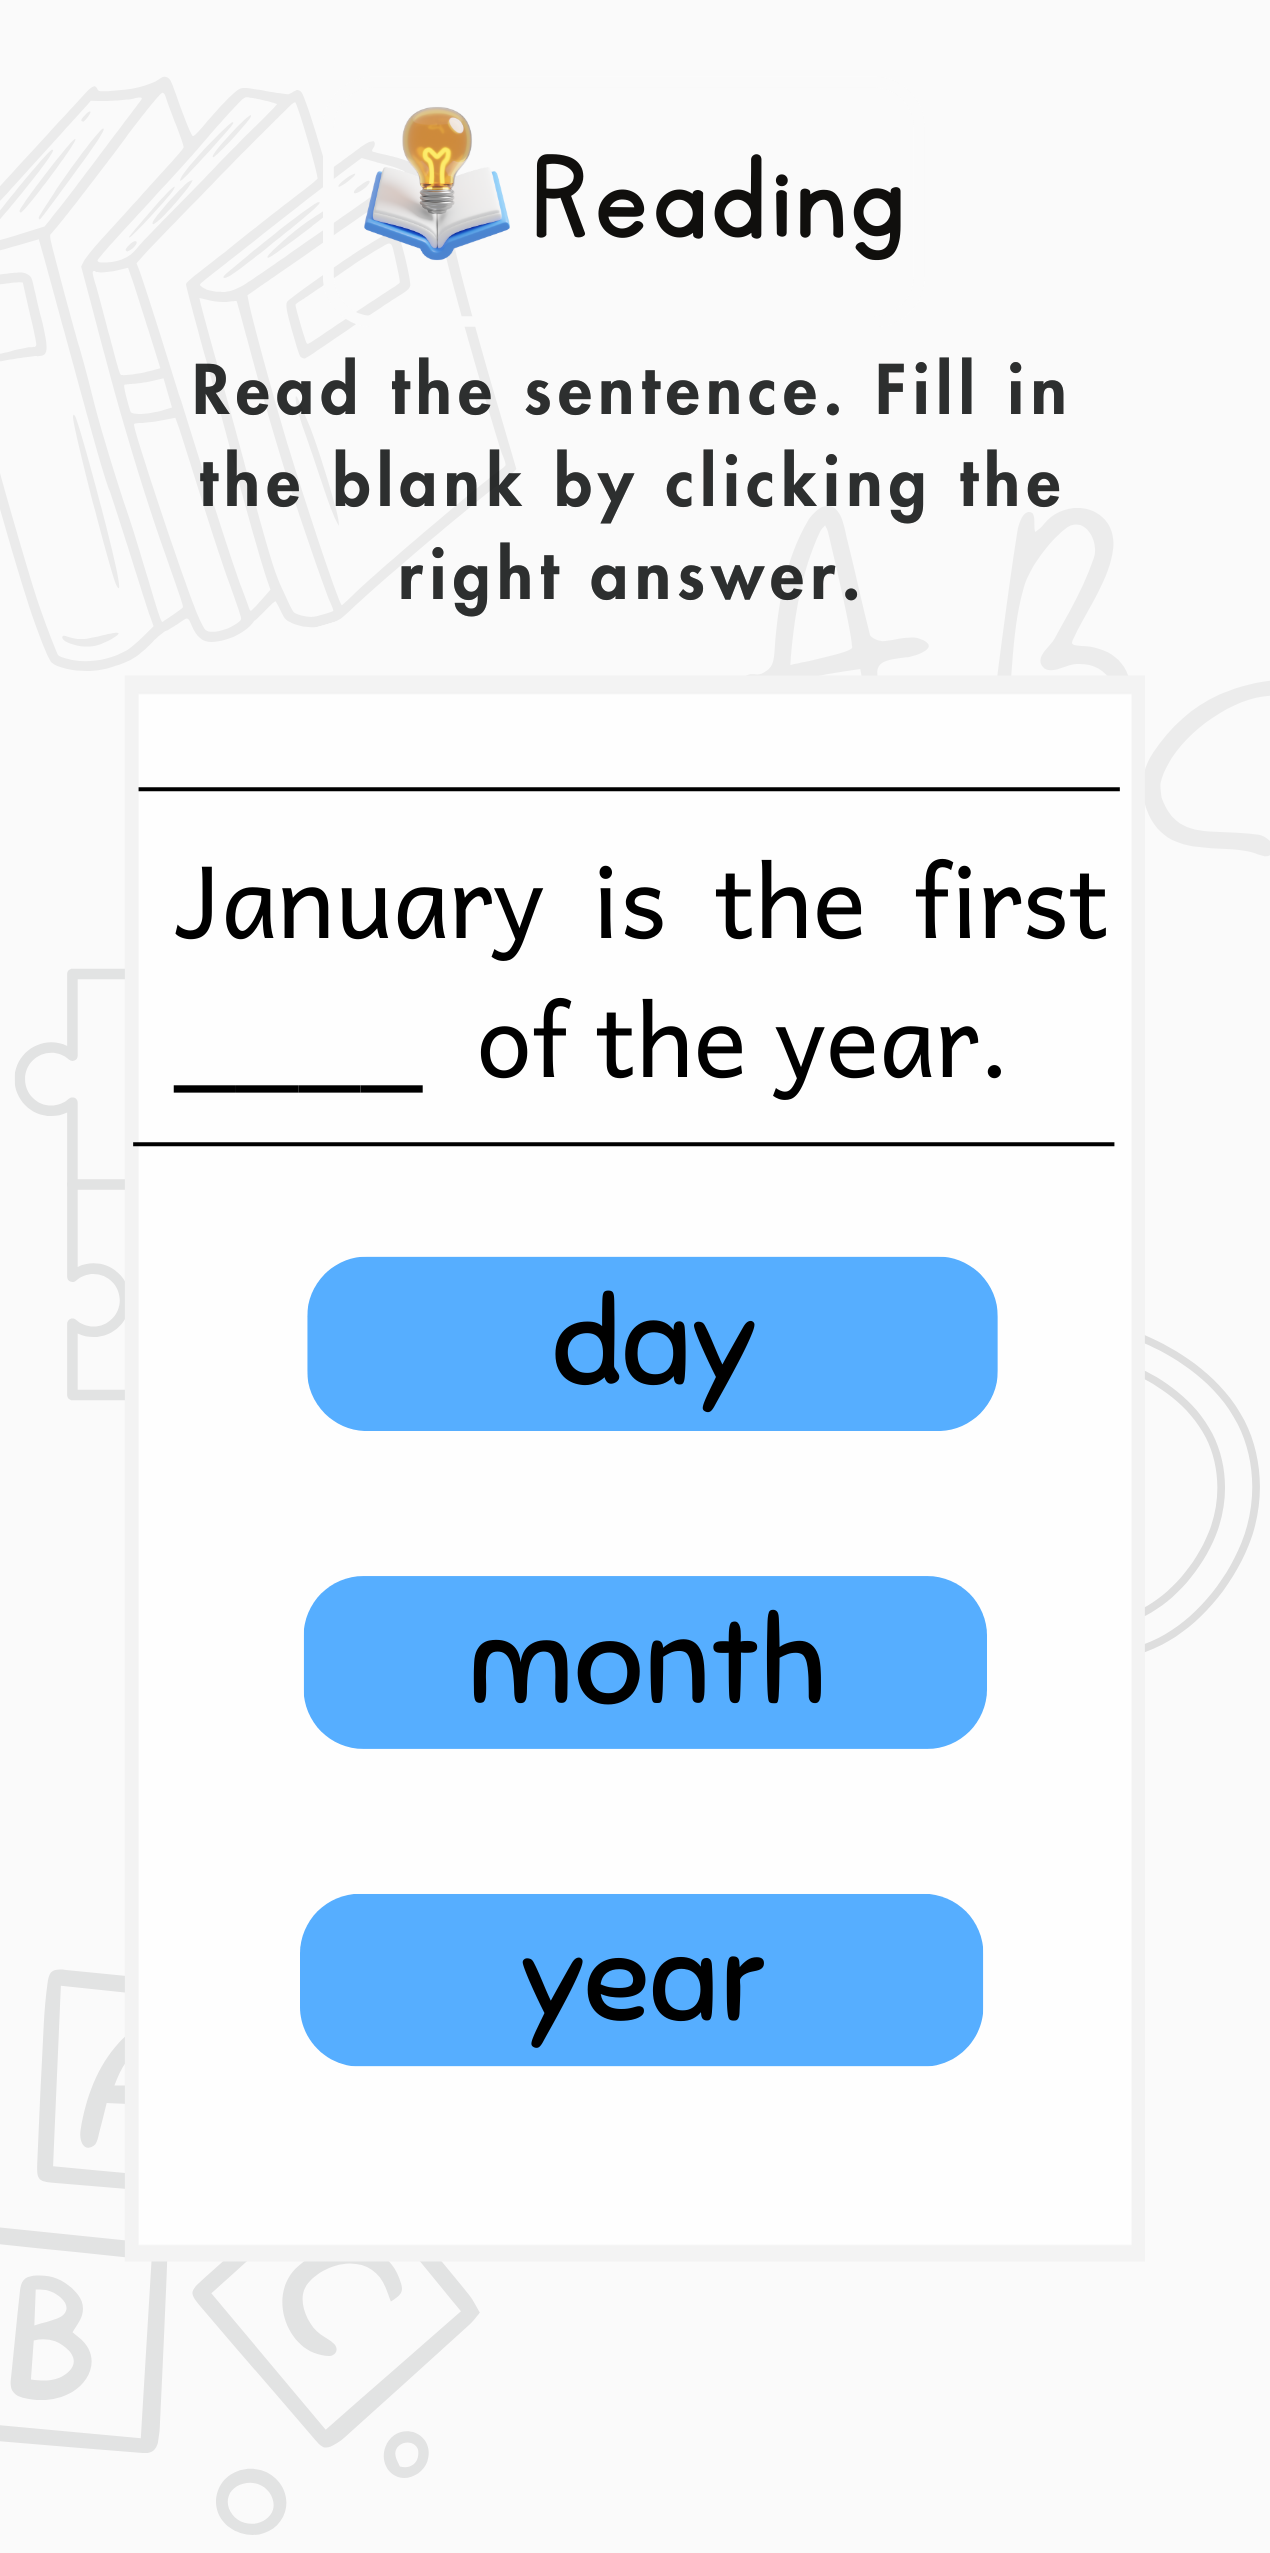 Reading
Read the sentence. Fill in
the blank by clicking the
right answer.
January is the first
____ of the year.
day
month
year
A B
A
B
C